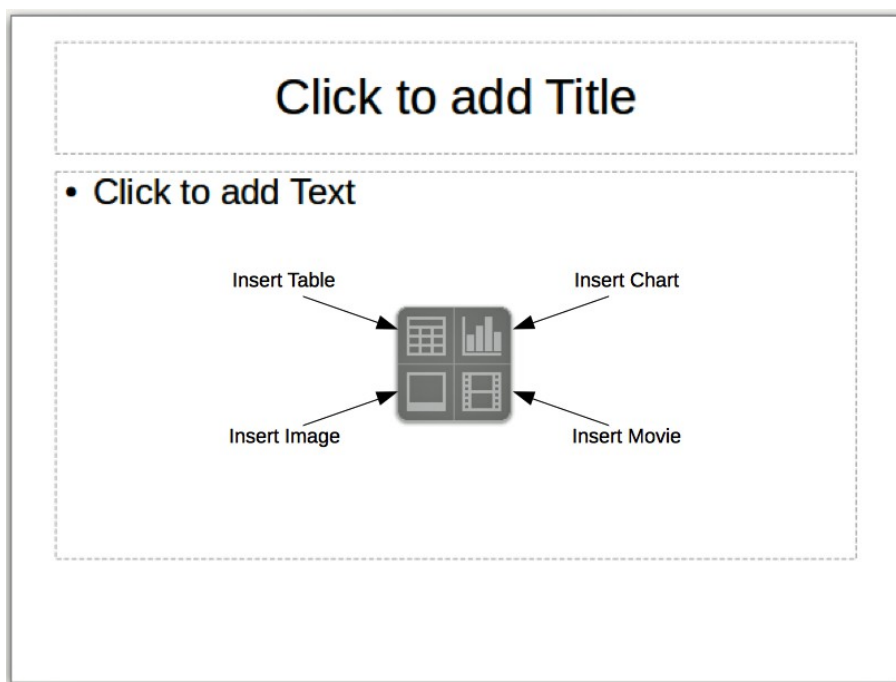 Click to add Title
• Click to add Text
Insert Table
Insert Chart
Insert Image
Insert Movie